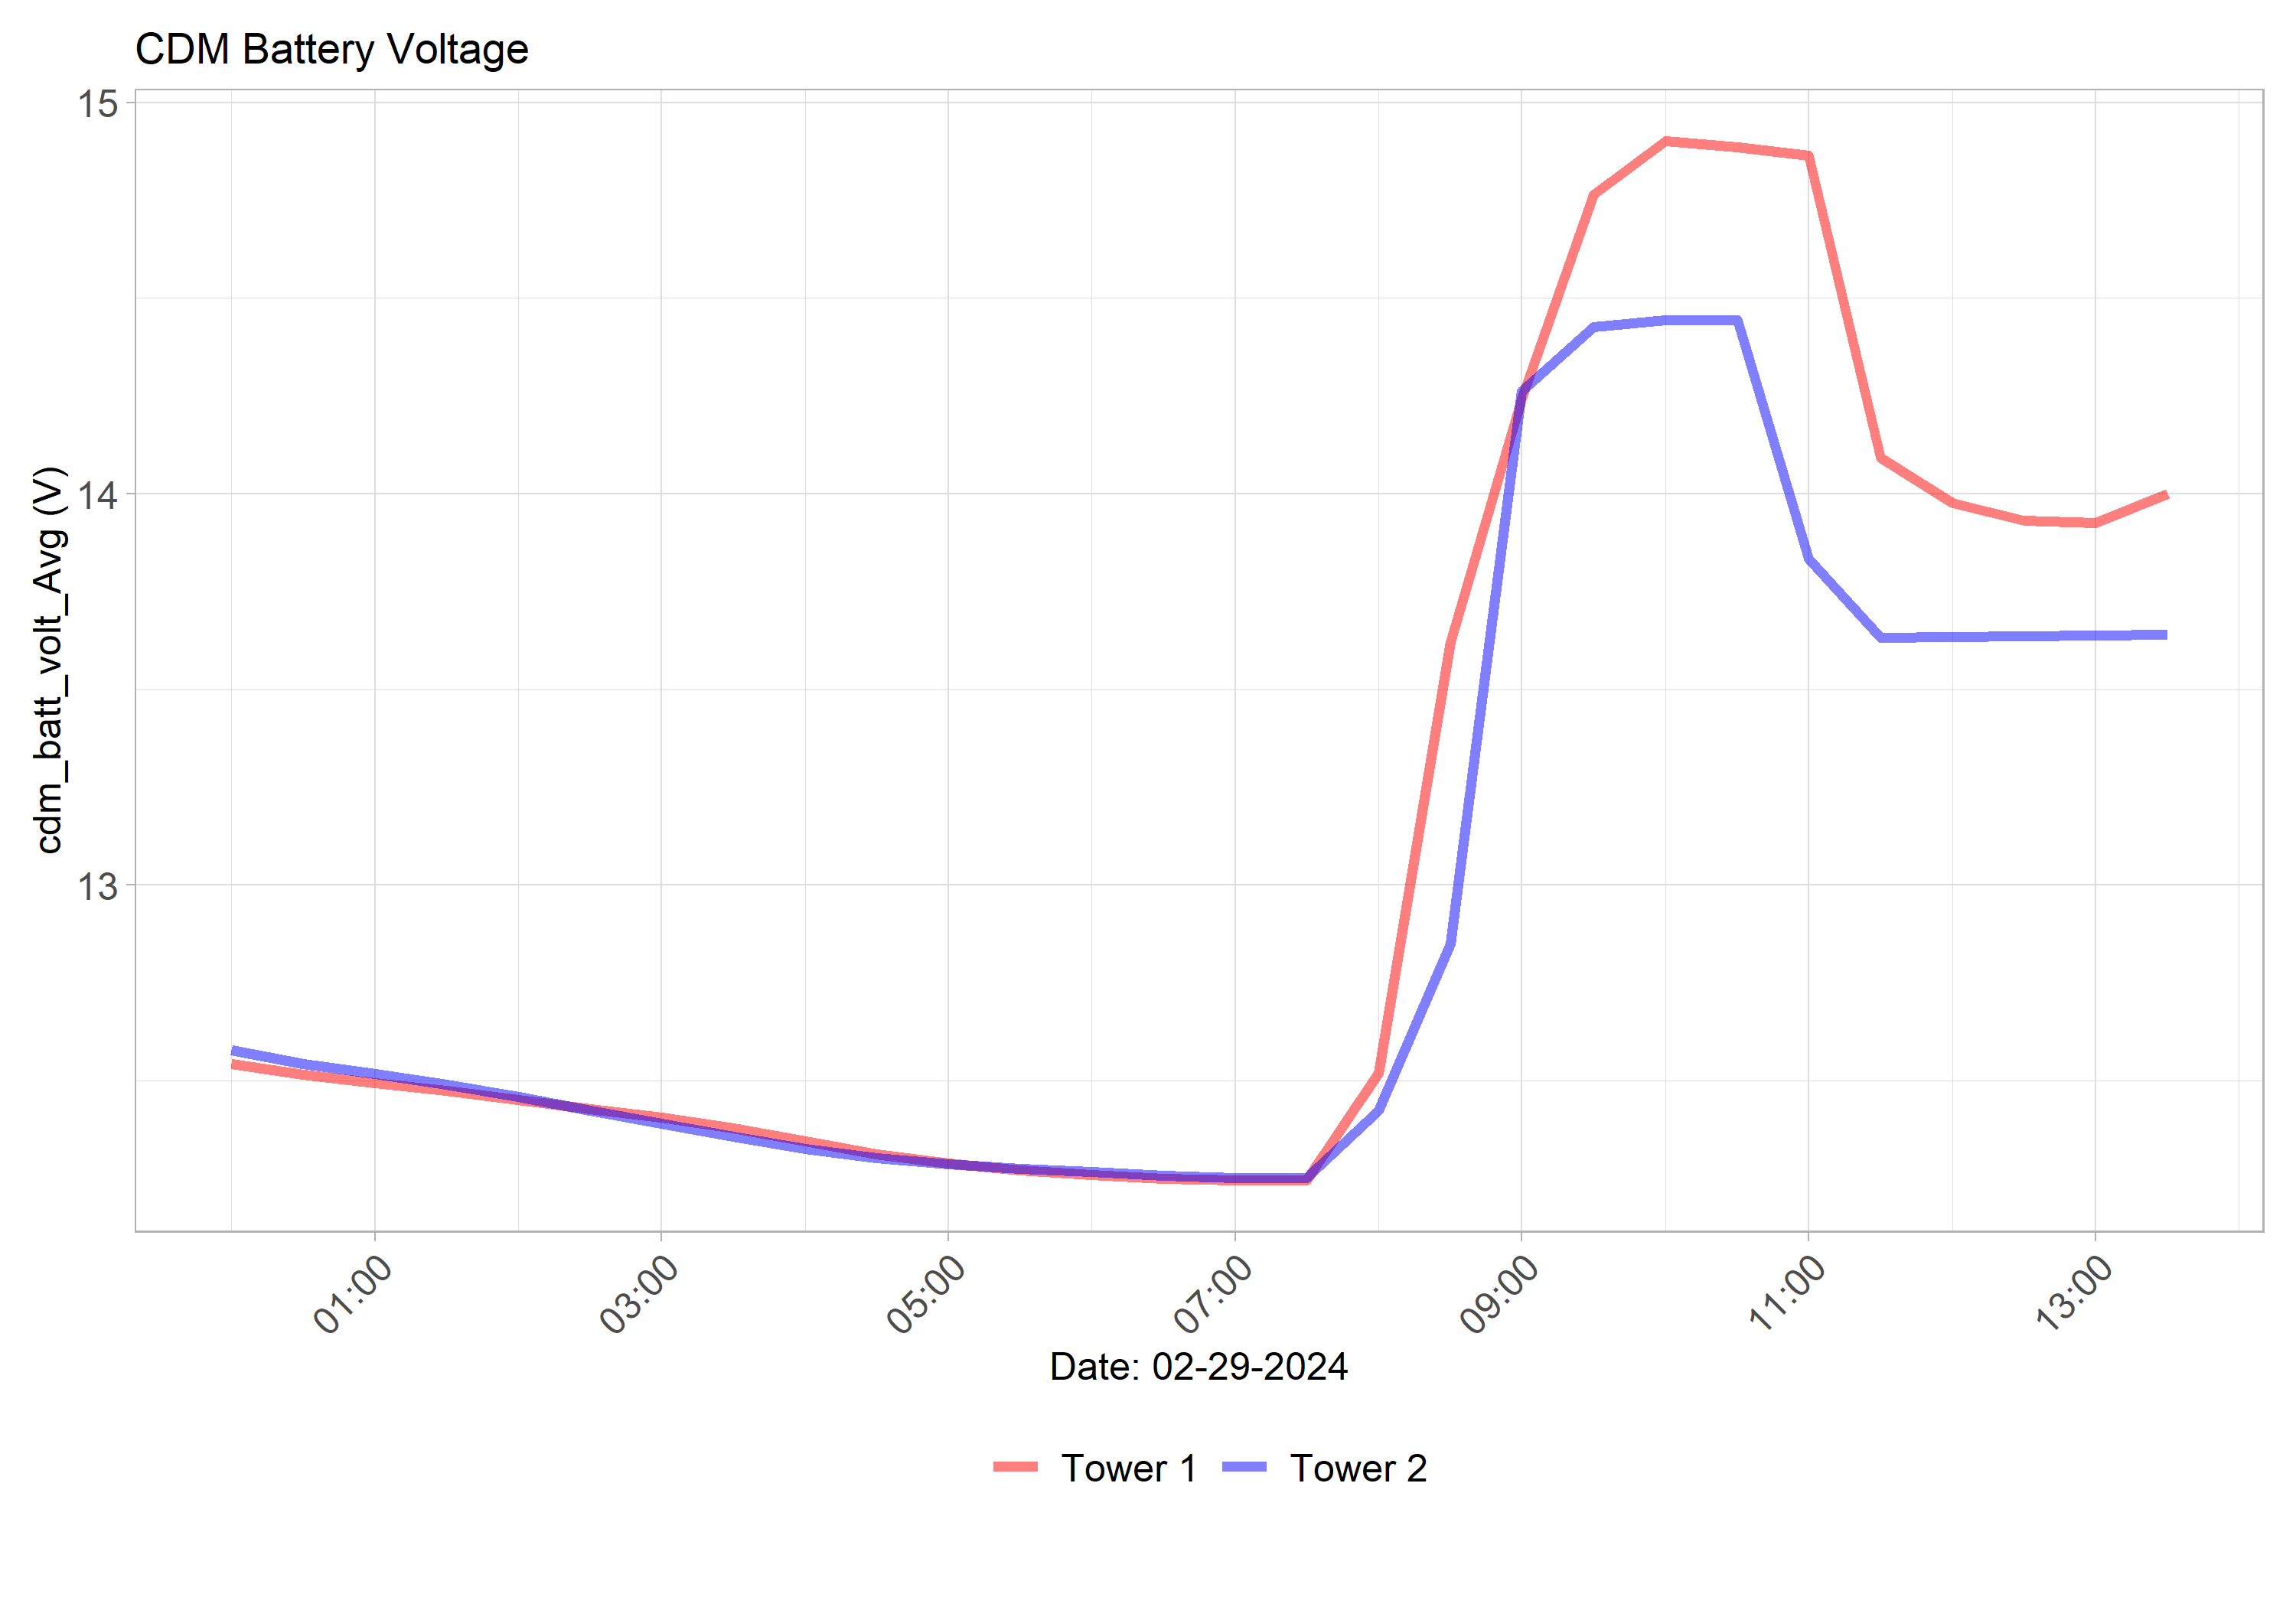 CDM Battery Voltage
15
14
13
cdm_batt_volt_Avg (V)
01:00 03:00 05:00 07:00 09:00 11:00 13:00
Date: 02-29-2024
Tower 1 Tower 2